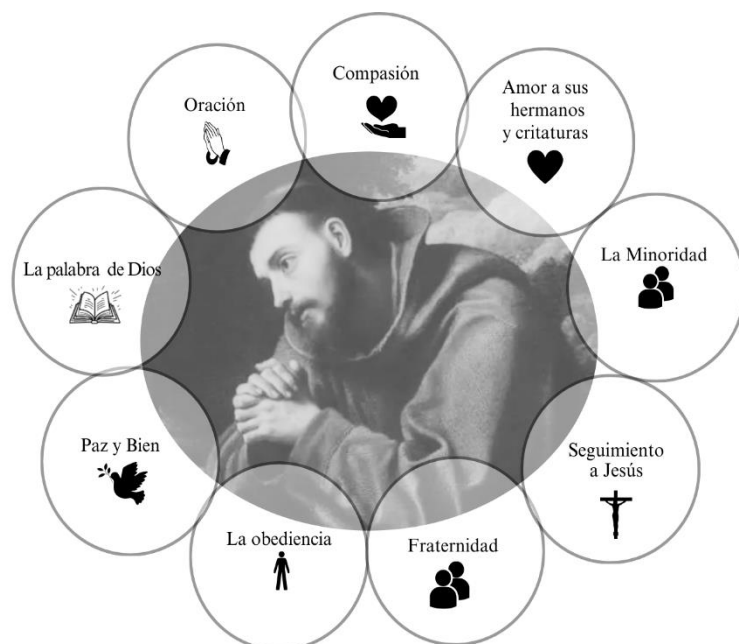 Compasión
Amor a sus
hermanos
y critaturas
La Minoridad
Seguimiento
a Jesús
Fraternidad
La obediencia
Paz y Bien
La palabra de Dios
Oración